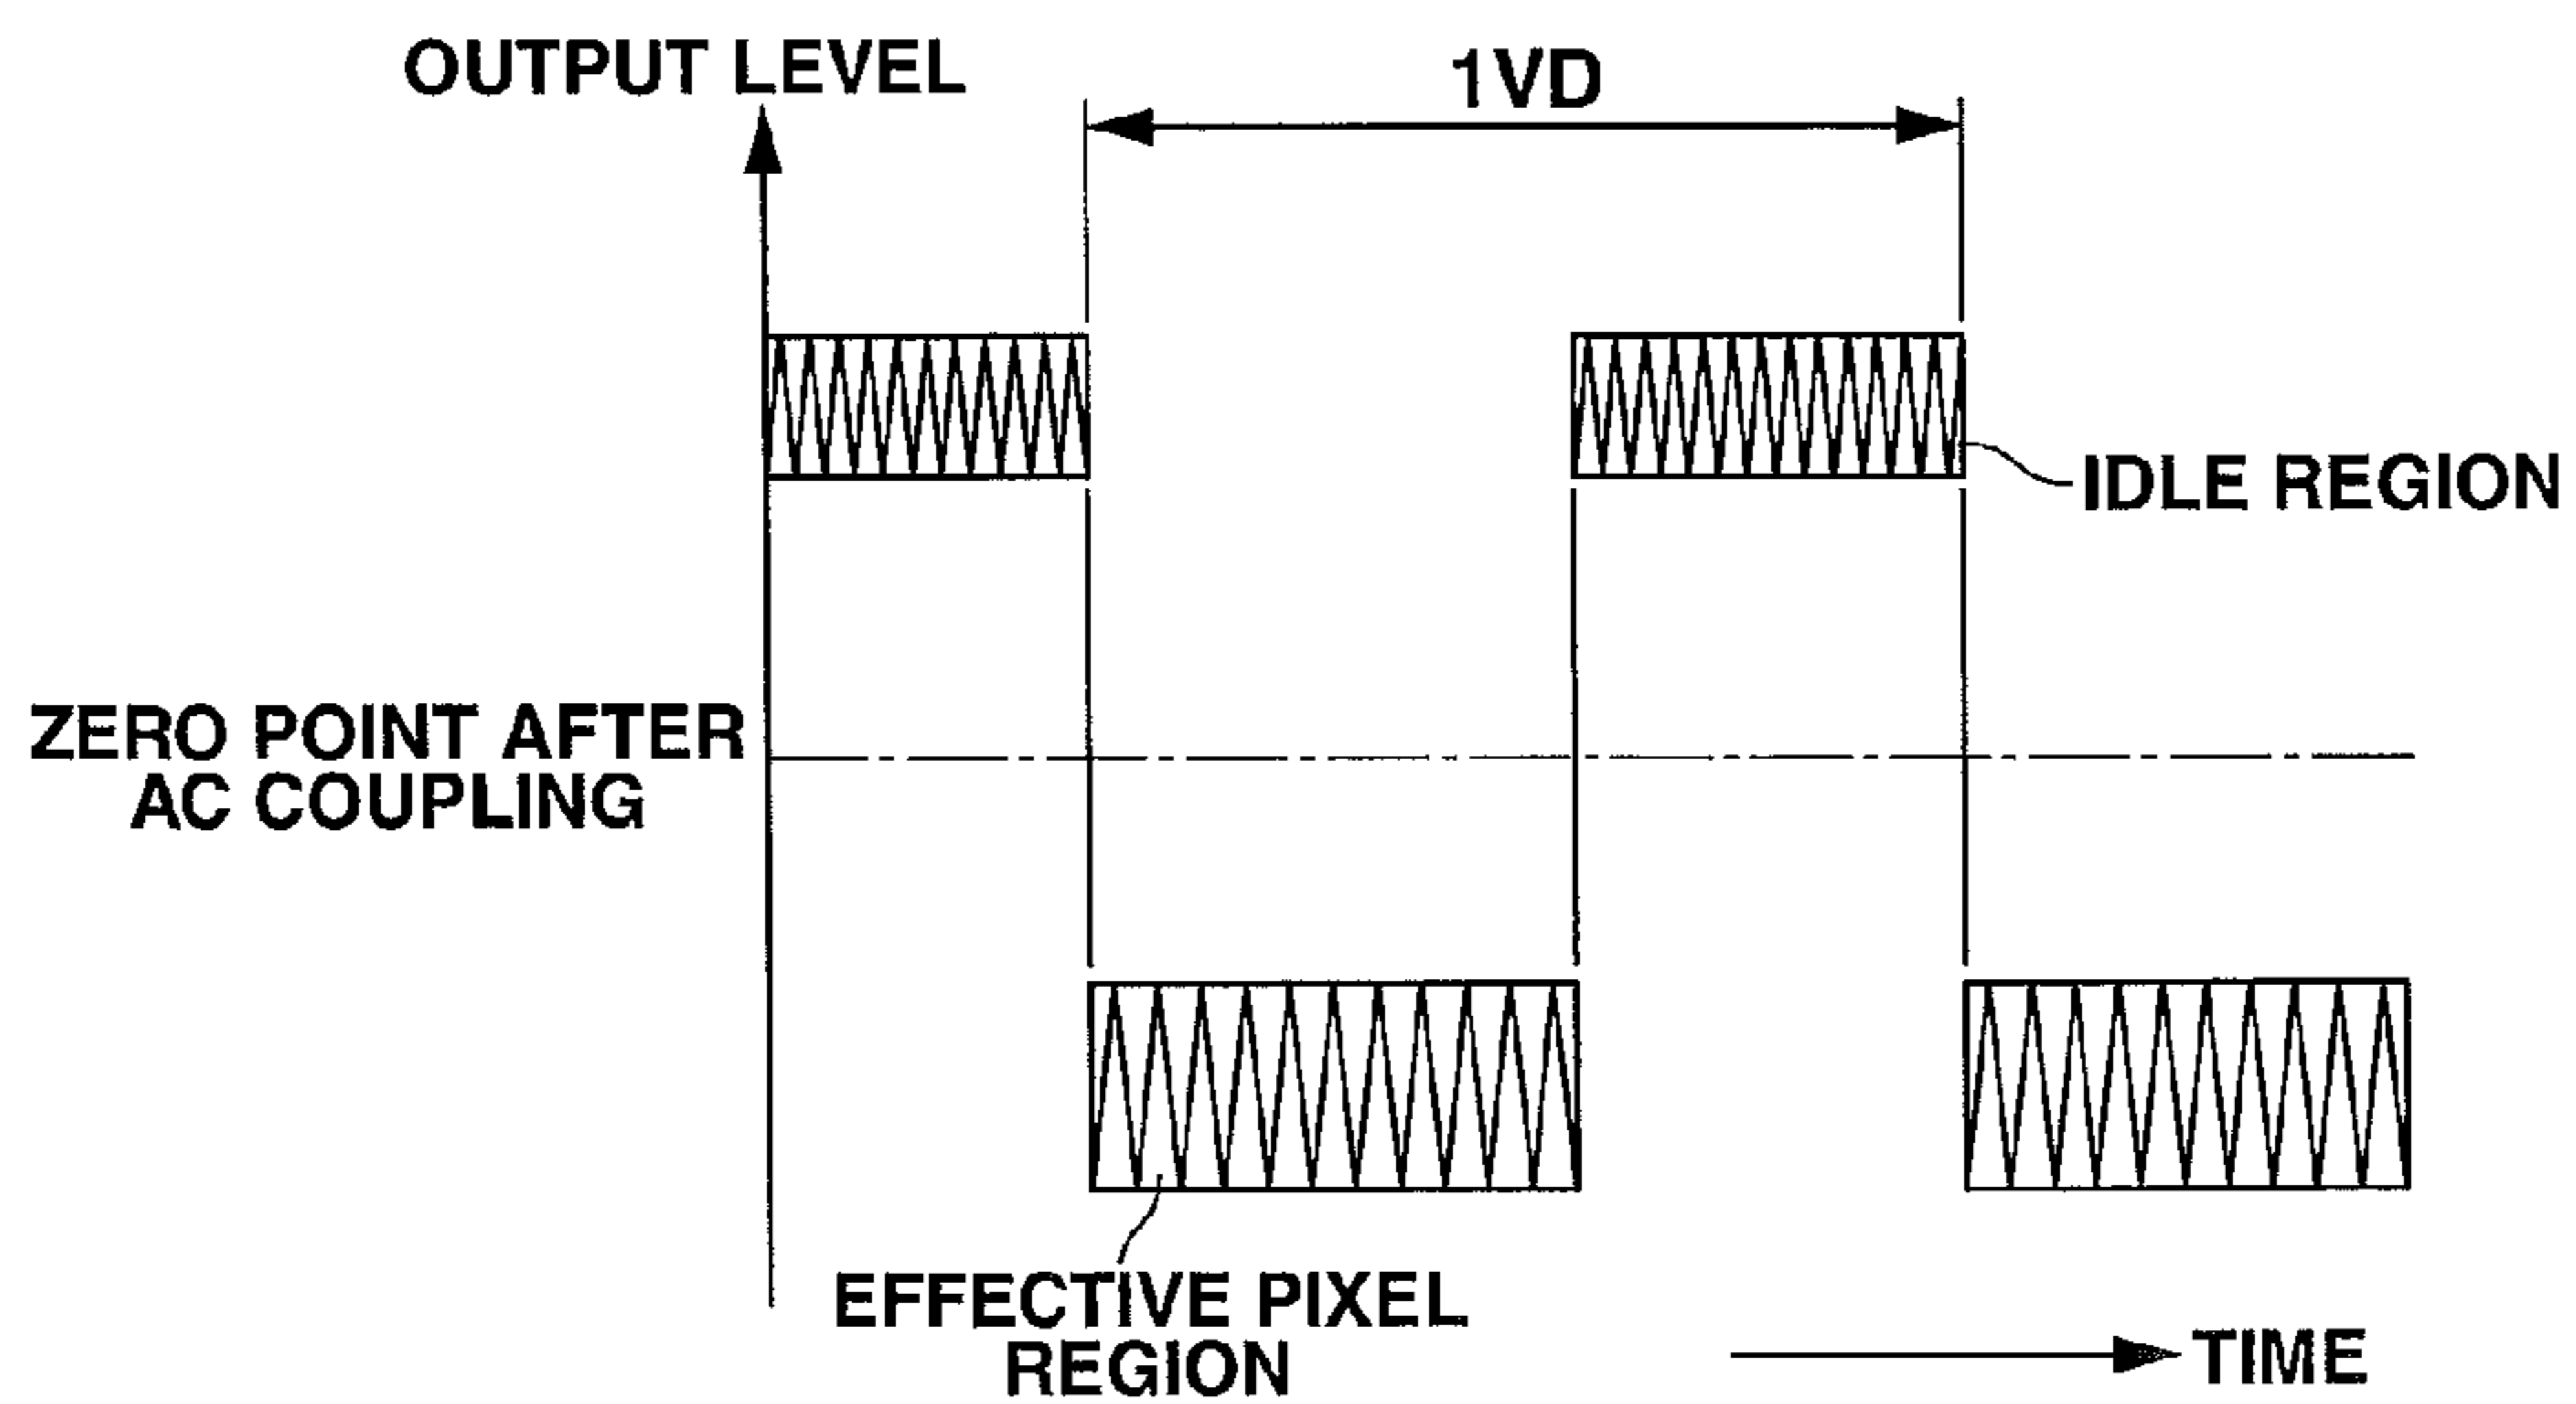 OUTPUT LEVEL
1VD
IDLE REGION
ZERO POINT AFTER
AC COUPLING
EFFECTIVE PIXEL
REGION
TIME